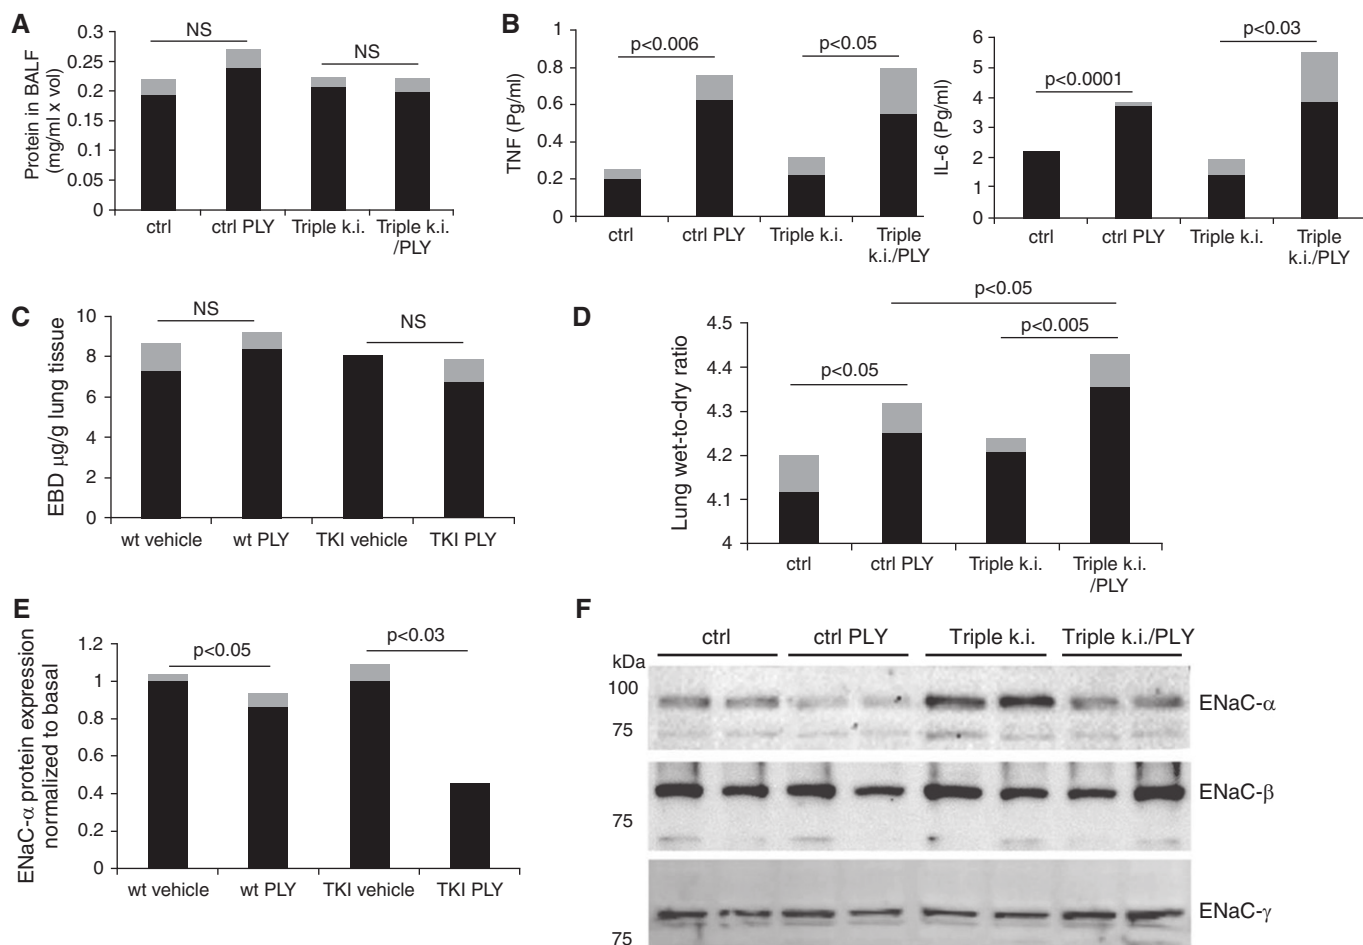 A
Protein in BALF
(mg/ml x vol)
0.3
0.25
0.2
0.15
0.1
0.05
0
NS
NS
ctrl
ctrl PLY
Triple k.i.
Triple k.i.
/PLY
B
TNF (Pg/ml)
1
0.8
0.6
0.4
0.2
0
p<0.006
p<0.05
ctrl
ctrl PLY
Triple k.i.
Triple
k.i./PLY
IL-6 (Pg/ml)
6
5
4
3
2
1
0
p<0.0001
p<0.03
ctrl
ctrl PLY
Triple k.i.
Triple
k.i./PLY
C
EBD μg/g lung tissue
10
8
6
4
2
0
NS
NS
wt vehicle
wt PLY
TKI vehicle
TKI PLY
D
Lung wet-to-dry ratio
4.5
4.4
4.3
4.2
4.1
4
p<0.05
p<0.05
p<0.005
ctrl
ctrl PLY
Triple k.i.
Triple k.i.
/PLY
E
ENaC-α protein expression
normalized to basal
1.2
1
0.8
0.6
0.4
0.2
0
p<0.05
p<0.03
wt vehicle
wt PLY
TKI vehicle
TKI PLY
F
ctrl
ctrl PLY
Triple k.i.
Triple k.i./PLY
kDa
100
75
ENaC-α
75
ENaC-β
75
ENaC-γ